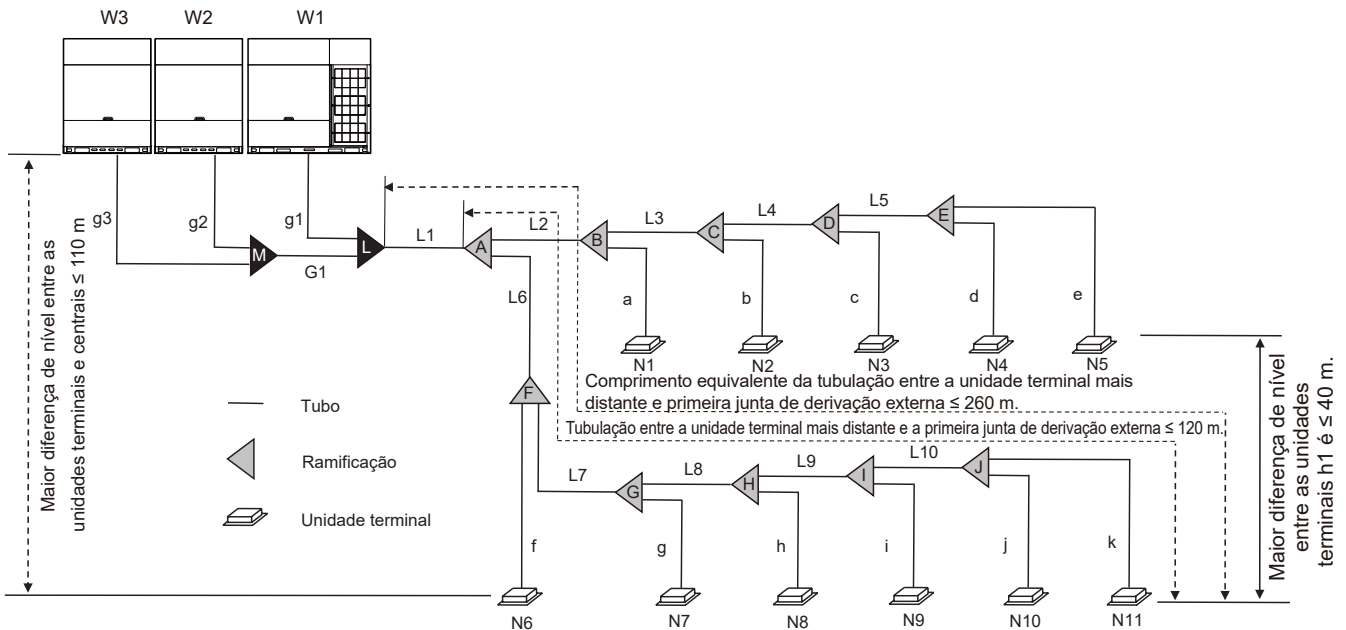 W3
W2
W1
Maior diferença de nível entre as
unidades terminais e centrais ≤ 110 m
g3
g2
g1
M
G1
L
L1
A
L2
B
L3
C
L4
D
L5
E
a
b
c
d
e
L6
N1
N2
N3
N4
N5
Comprimento equivalente da tubulação entre a unidade terminal mais
distante e primeira junta de derivação externa ≤ 260 m.
Tubulação entre a unidade terminal mais distante e a primeira junta de derivação externa ≤ 120 m.
Maior diferença de nível
entre as unidades
terminais h1 é ≤ 40 m.
Tubo
Ramificação
Unidade terminal
F
L7
G
L8
H
L9
I
L10
J
f
g
h
i
j
k
N6
N7
N8
N9
N10
N11